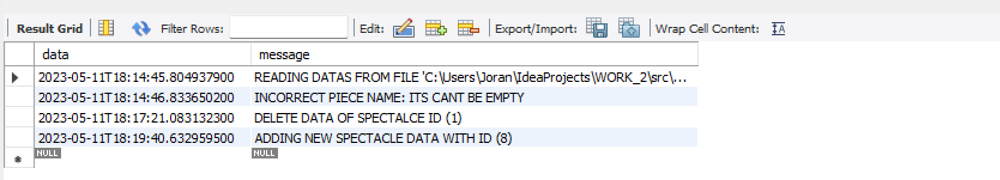 Result Grid Filter Rows: Edit: Export/Import: Wrap Cell Content: IA
data message
2023-05-11T18:14:45.804937900 READING DATAS FROM FILE 'C:\Users\Joran\IdeaProjects\WORK_2\src\...
2023-05-11T18:14:46.833650200 INCORRECT PIECE NAME: ITS CANT BE EMPTY
2023-05-11T18:17:21.083132300 DELETE DATA OF SPECTALCE ID (1)
2023-05-11T18:19:40.632959500 ADDING NEW SPECTACLE DATA WITH ID (8)
NULL NULL